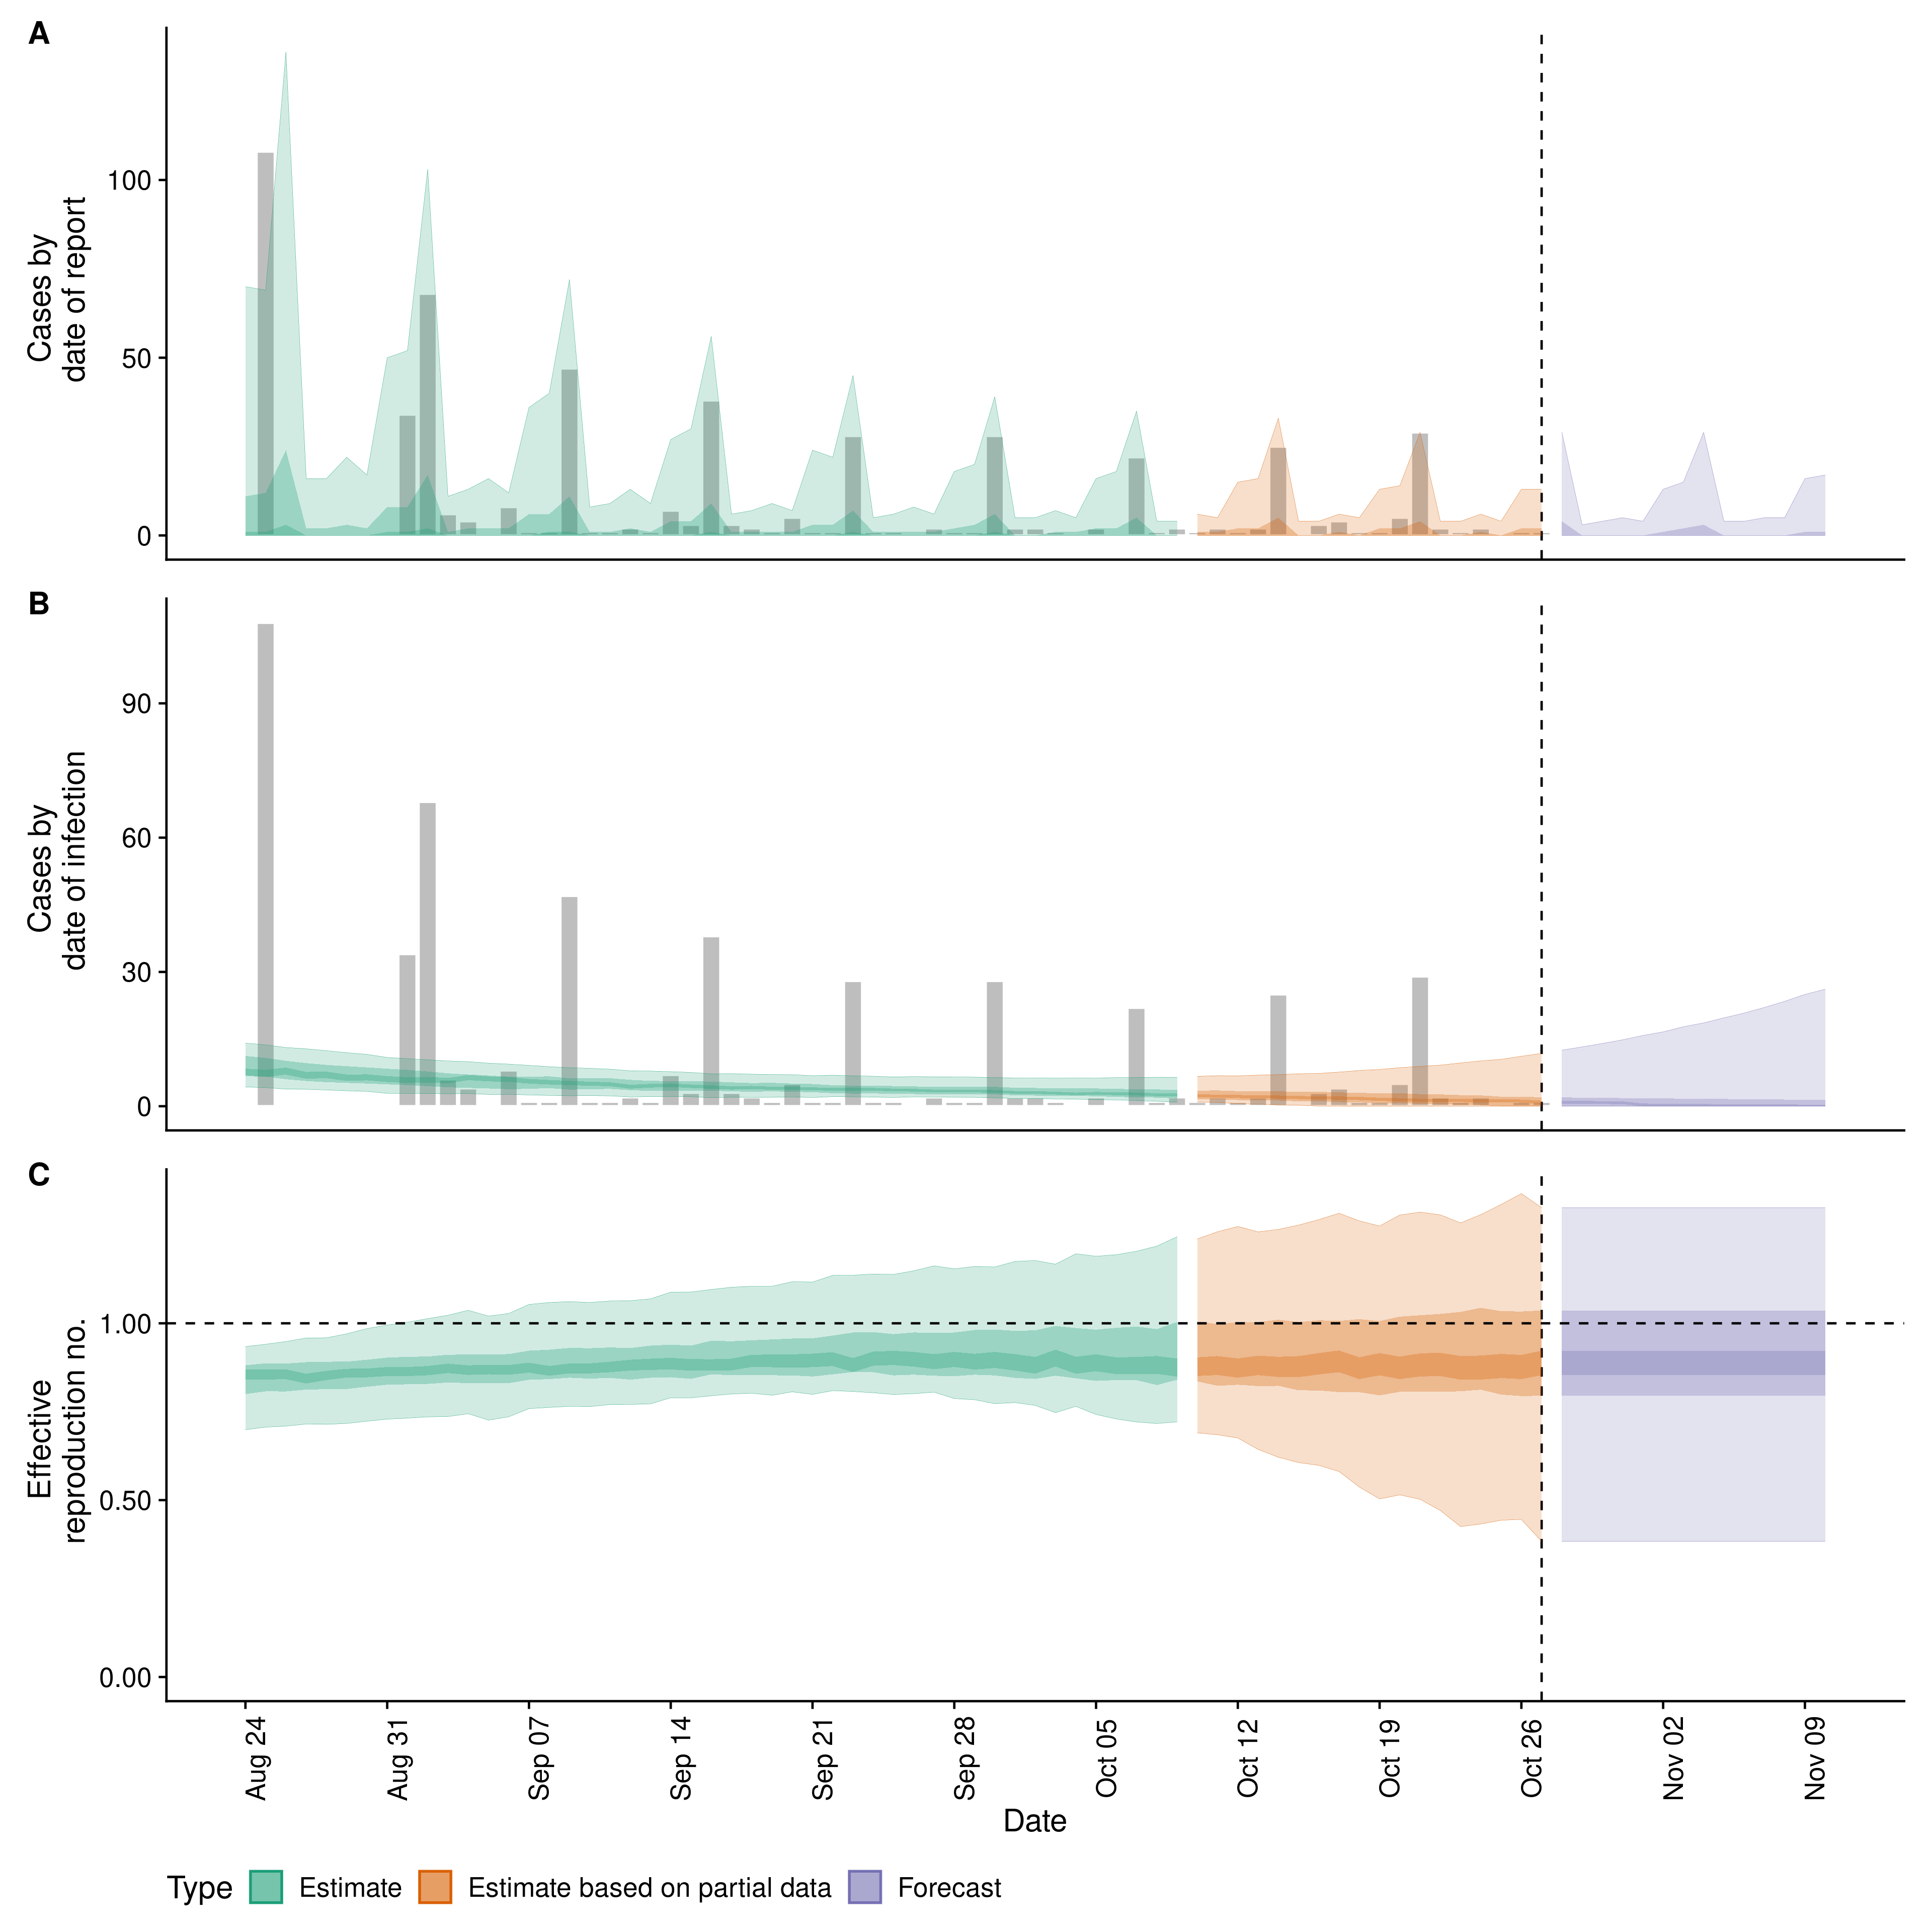 A
Cases by
date of report
100
50
0
B
Cases by
date of infection
90
60
30
0
C
Effective
reproduction no.
1.00
0.50
0.00
Aug 24
Aug 31
Sep 07
Sep 14
Sep 21
Sep 28
Oct 05
Oct 12
Oct 19
Oct 26
Nov 02
Nov 09
Date
Type Estimate Estimate based on partial data Forecast